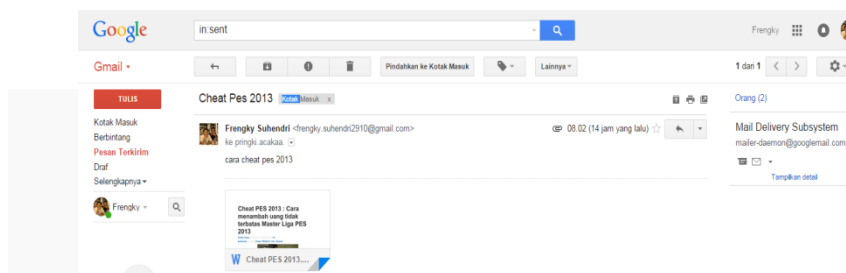 Google
in:sent
Frengky
Gmail
Pindahkan ke Kotak Masuk
Lainnya
1 dari 1
TULIS
Cheat Pes 2013 Kotak Masuk x
Orang (2)
Kotak Masuk
Berbintang
Pesan Terkirim
Draf
Selengkapnya
Frengky
Frengky Suhendri <frengky.suhendri2910@gmail.com>
08.02 (14 jam yang lalu)
ke pringki.acakaa.
cara cheat pes 2013
Mail Delivery Subsystem
mailer-daemon@googlemail.com
Tampilkan detail
Cheat PES 2013 : Cara
menambah uang tidak
terbatas Master Liga PES
2013
W Cheat PES 2013....